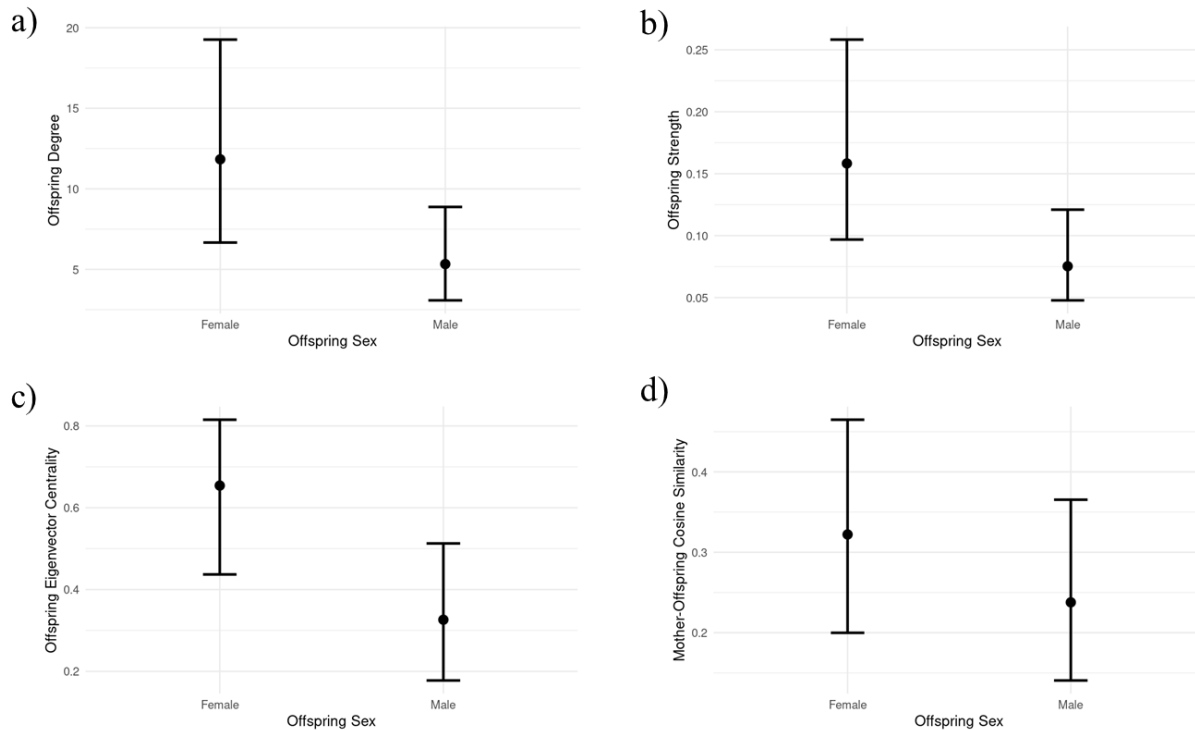 a)
20
15
10
5
Offspring Degree
Female
Male
Offspring Sex
b)
0.25
0.20
0.15
0.10
0.05
Offspring Strength
Female
Male
Offspring Sex
c)
0.8
0.6
0.4
0.2
Offspring Eigenvector Centrality
Female
Male
Offspring Sex
d)
0.4
0.3
0.2
Mother-Offspring Cosine Similarity
Female
Male
Offspring Sex